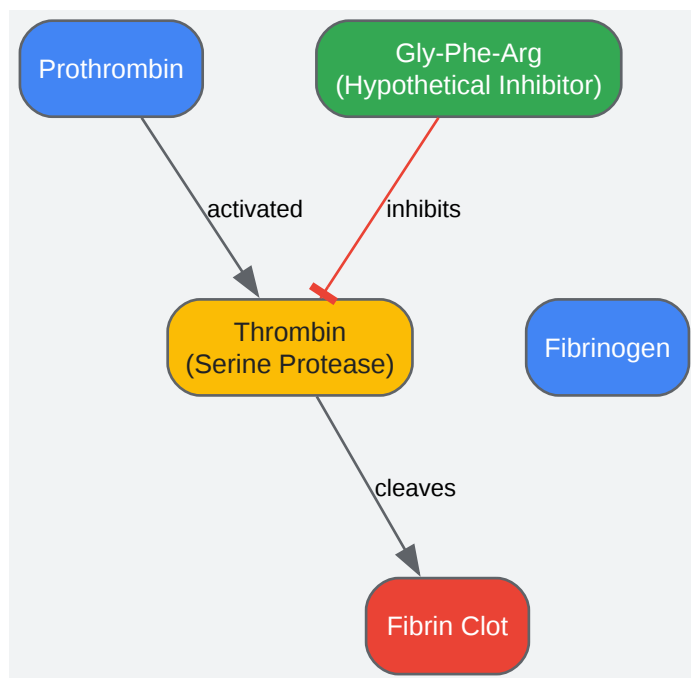 Prothrombin
Gly-Phe-Arg
(Hypothetical Inhibitor)
activated
inhibits
Thrombin
(Serine Protease)
Fibrinogen
cleaves
Fibrin Clot